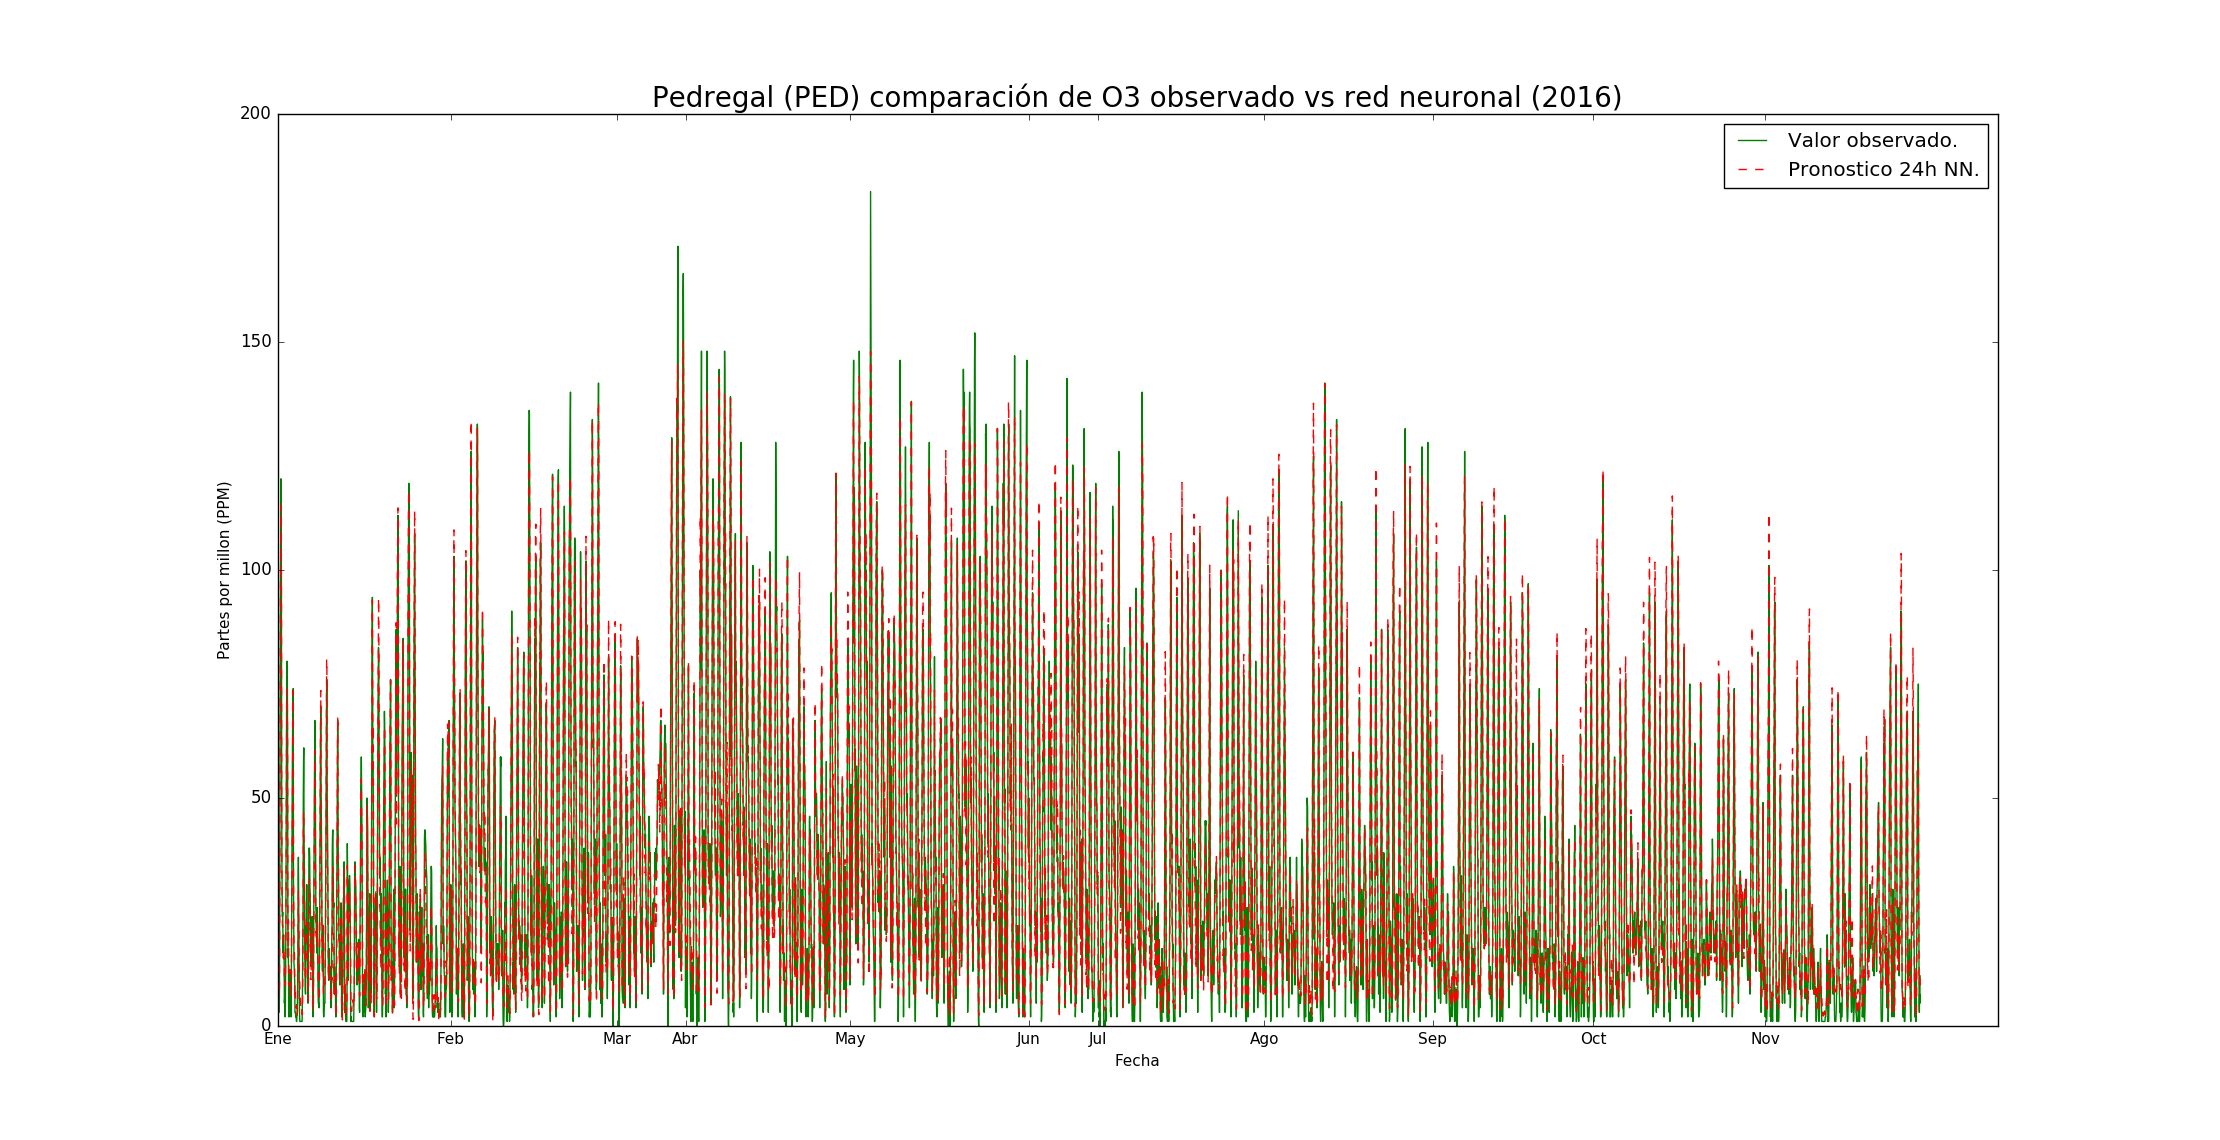 Pedregal (PED) comparación de O3 observado vs red neuronal (2016)
Valor observado.
Pronostico 24h NN.
Partes por millon (PPM)
200
150
100
50
0
Ene Feb Mar Abr May Jun Jul Ago Sep Oct Nov
Fecha